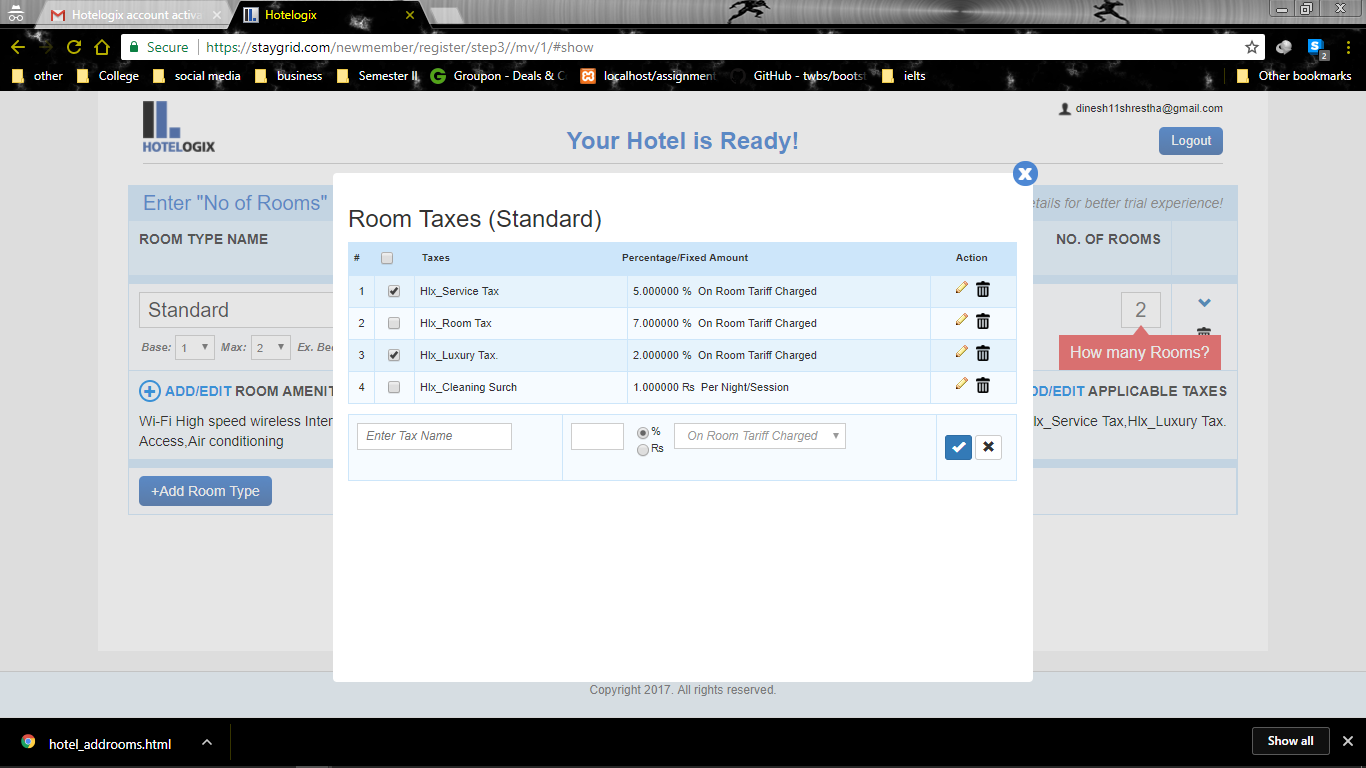 Hotelogix account activa
Hotelogix
Secure https://staygrid.com/newmember/register/step3//mv/1/#show
2
other College social media business Semester II Groupon - Deals & C localhost/assignment GitHub - twbs/boots ielts Other bookmarks
HOTELOGIX
dinesh11shrestha@gmail.com
Your Hotel is Ready!
Logout
Enter "No of Rooms"
etails for better trial experience!
ROOM TYPE NAME
NO. OF ROOMS
Standard
2
Base: 1 Max: 2 Ex. Bed
How many Rooms?
ADD/EDIT ROOM AMENIT
DD/EDIT APPLICABLE TAXES
Wi-Fi High speed wireless Inter
Access,Air conditioning
lx_Service Tax,Hlx_Luxury Tax.
+Add Room Type
Room Taxes (Standard)
# Taxes Percentage/Fixed Amount Action
1 Hlx_Service Tax 5.000000 % On Room Tariff Charged
2 Hlx_Room Tax 7.000000 % On Room Tariff Charged
3 Hlx_Luxury Tax. 2.000000 % On Room Tariff Charged
4 Hlx_Cleaning Surch 1.000000 Rs Per Night/Session
Enter Tax Name % On Room Tariff Charged
Rs
Copyright 2017. All rights reserved.
hotel_addrooms.html
Show all